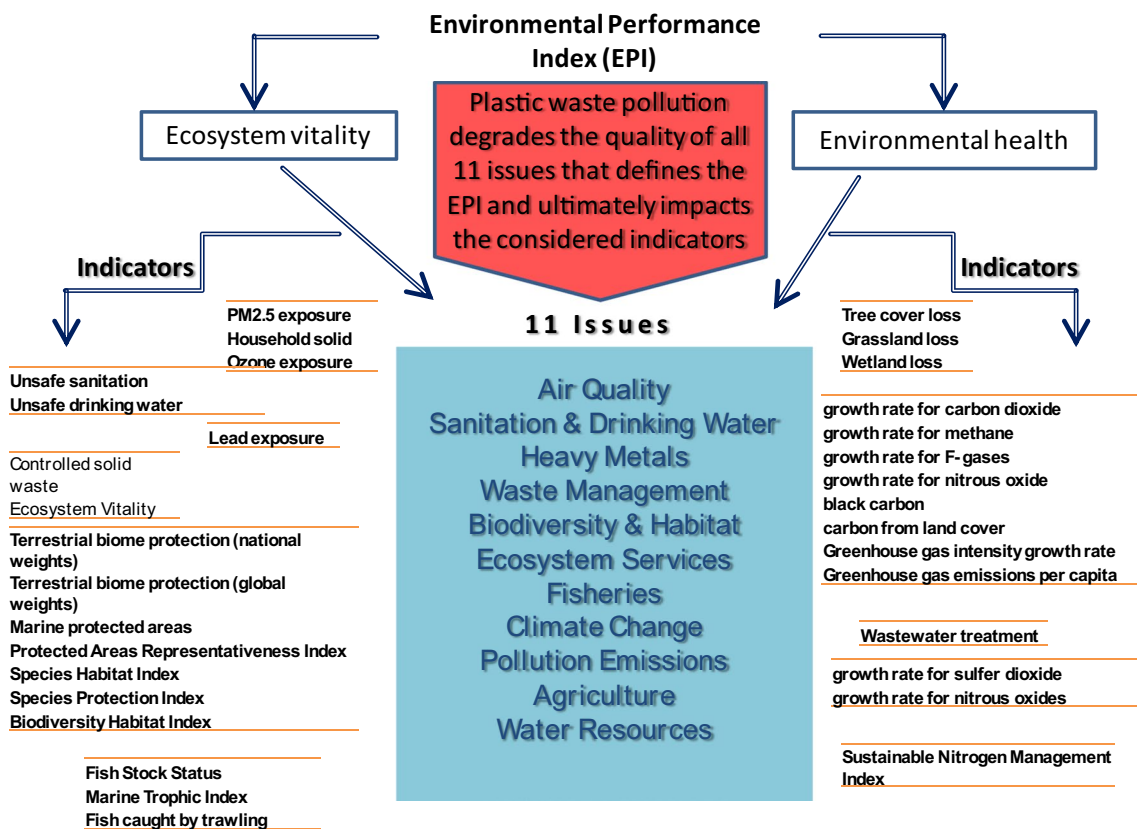 Environmental Performance
Index (EPI)
Plastic waste pollution
degrades the quality of all
11 issues that defines the
EPI and ultimately impacts
the considered indicators
Ecosystem vitality
Environmental health
Indicators
PM2.5 exposure
Household solid
Ozone exposure
Unsafe sanitation
Unsafe drinking water
Lead exposure
Controlled solid
waste
Ecosystem Vitality
Terrestrial biome protection (national
weights)
Terrestrial biome protection (global
weights)
Marine protected areas
Protected Areas Representativeness Index
Species Habitat Index
Species Protection Index
Biodiversity Habitat Index
Fish Stock Status
Marine Trophic Index
Fish caught by trawling
11 Issues
Air Quality
Sanitation & Drinking Water
Heavy Metals
Waste Management
Biodiversity & Habitat
Ecosystem Services
Fisheries
Climate Change
Pollution Emissions
Agriculture
Water Resources
Indicators
Tree cover loss
Grassland loss
Wetland loss
growth rate for carbon dioxide
growth rate for methane
growth rate for F-gases
growth rate for nitrous oxide
black carbon
carbon from land cover
Greenhouse gas intensity growth rate
Greenhouse gas emissions per capita
Wastewater treatment
growth rate for sulfer dioxide
growth rate for nitrous oxides
Sustainable Nitrogen Management
Index